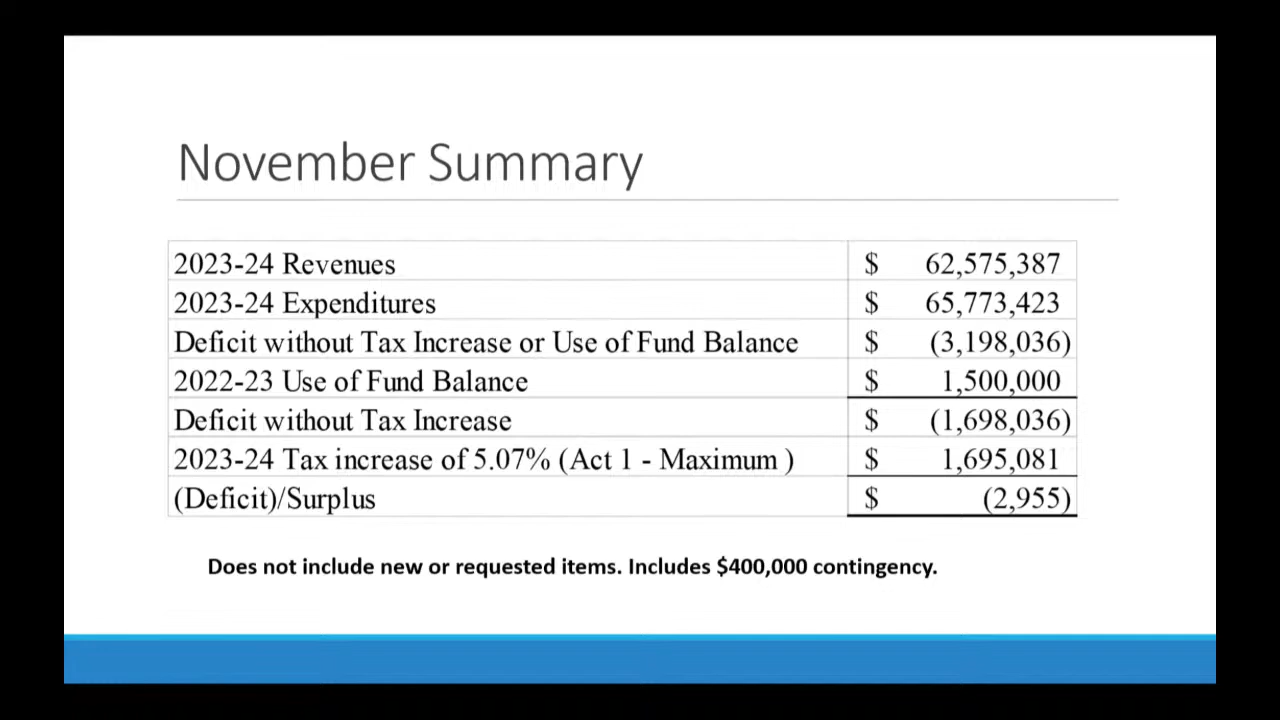 November Summary
2023-24 Revenues $ 62,575,387
2023-24 Expenditures $ 65,773,423
Deficit without Tax Increase or Use of Fund Balance $ (3,198,036)
2022-23 Use of Fund Balance $ 1,500,000
Deficit without Tax Increase $ (1,698,036)
2023-24 Tax increase of 5.07% (Act 1 - Maximum ) $ 1,695,081
(Deficit)/Surplus $ (2,955)
Does not include new or requested items. Includes $400,000 contingency.